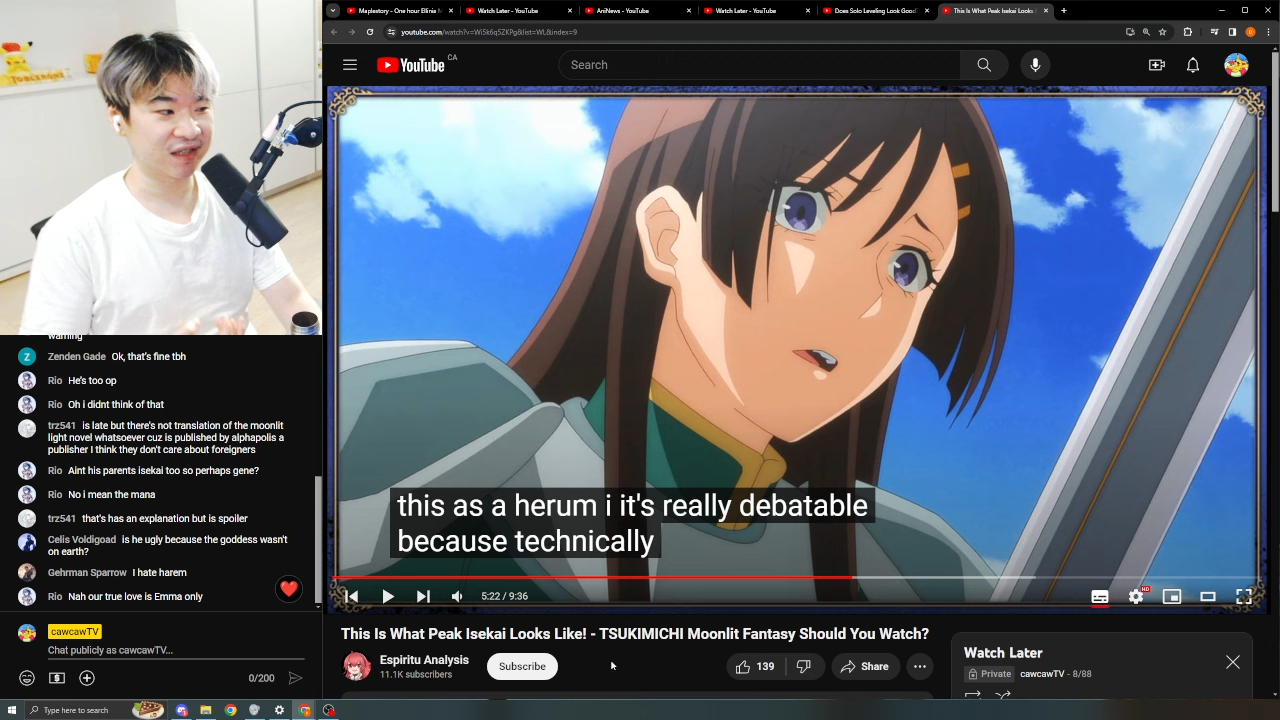 Maplestory - One hour Ellinia M
Watch Later - YouTube
AniNews - YouTube
Watch Later - YouTube
Does Solo Leveling Look Good
This Is What Peak Isekai Looks
youtube.com/watch?v=Wi5k6q5ZKPg&list=WL&index=9
YouTube CA
Search
this as a herum i it's really debatable
because technically
5:22 / 9:36
HD
This Is What Peak Isekai Looks Like! - TSUKIMICHI Moonlit Fantasy Should You Watch?
Espiritu Analysis
11.1K subscribers
Subscribe
139
Share
Watch Later
Private cawcawTV - 8/88
warning
Z Zenden Gade Ok, that's fine tbh
Rio He's too op
Rio Oh i didnt think of that
trz541 is late but there's not translation of the moonlit
light novel whatsoever cuz is published by alphapolis a
publisher I think they don't care about foreigners
Rio Aint his parents isekai too so perhaps gene?
Rio No i mean the mana
trz541 that's has an explanation but is spoiler
Celis Voldigoad is he ugly because the goddess wasn't
on earth?
Gehrman Sparrow I hate harem
Rio Nah our true love is Emma only
cawcawTV
Chat publicly as cawcawTV...
0/200
Type here to search